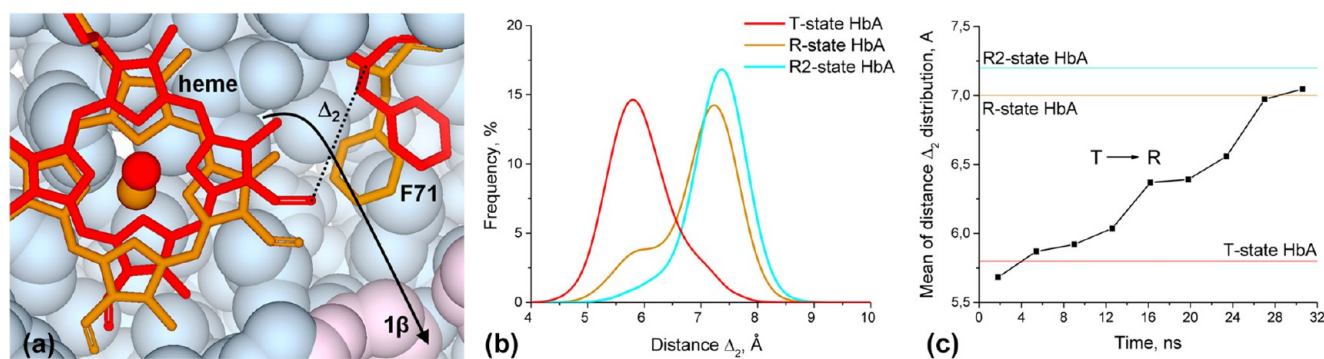 heme
Δ2
F71
1β
(a)
T-state HbA
R-state HbA
R2-state HbA
Frequency, %
20
15
10
5
0
4 5 6 7 8 9 10
Distance Δ2, Å
(b)
Mean of distance Δ2 distribution, A
7,5
7,0
6,5
6,0
5,5
R2-state HbA
R-state HbA
T → R
T-state HbA
0 4 8 12 16 20 24 28 32
Time, ns
(c)